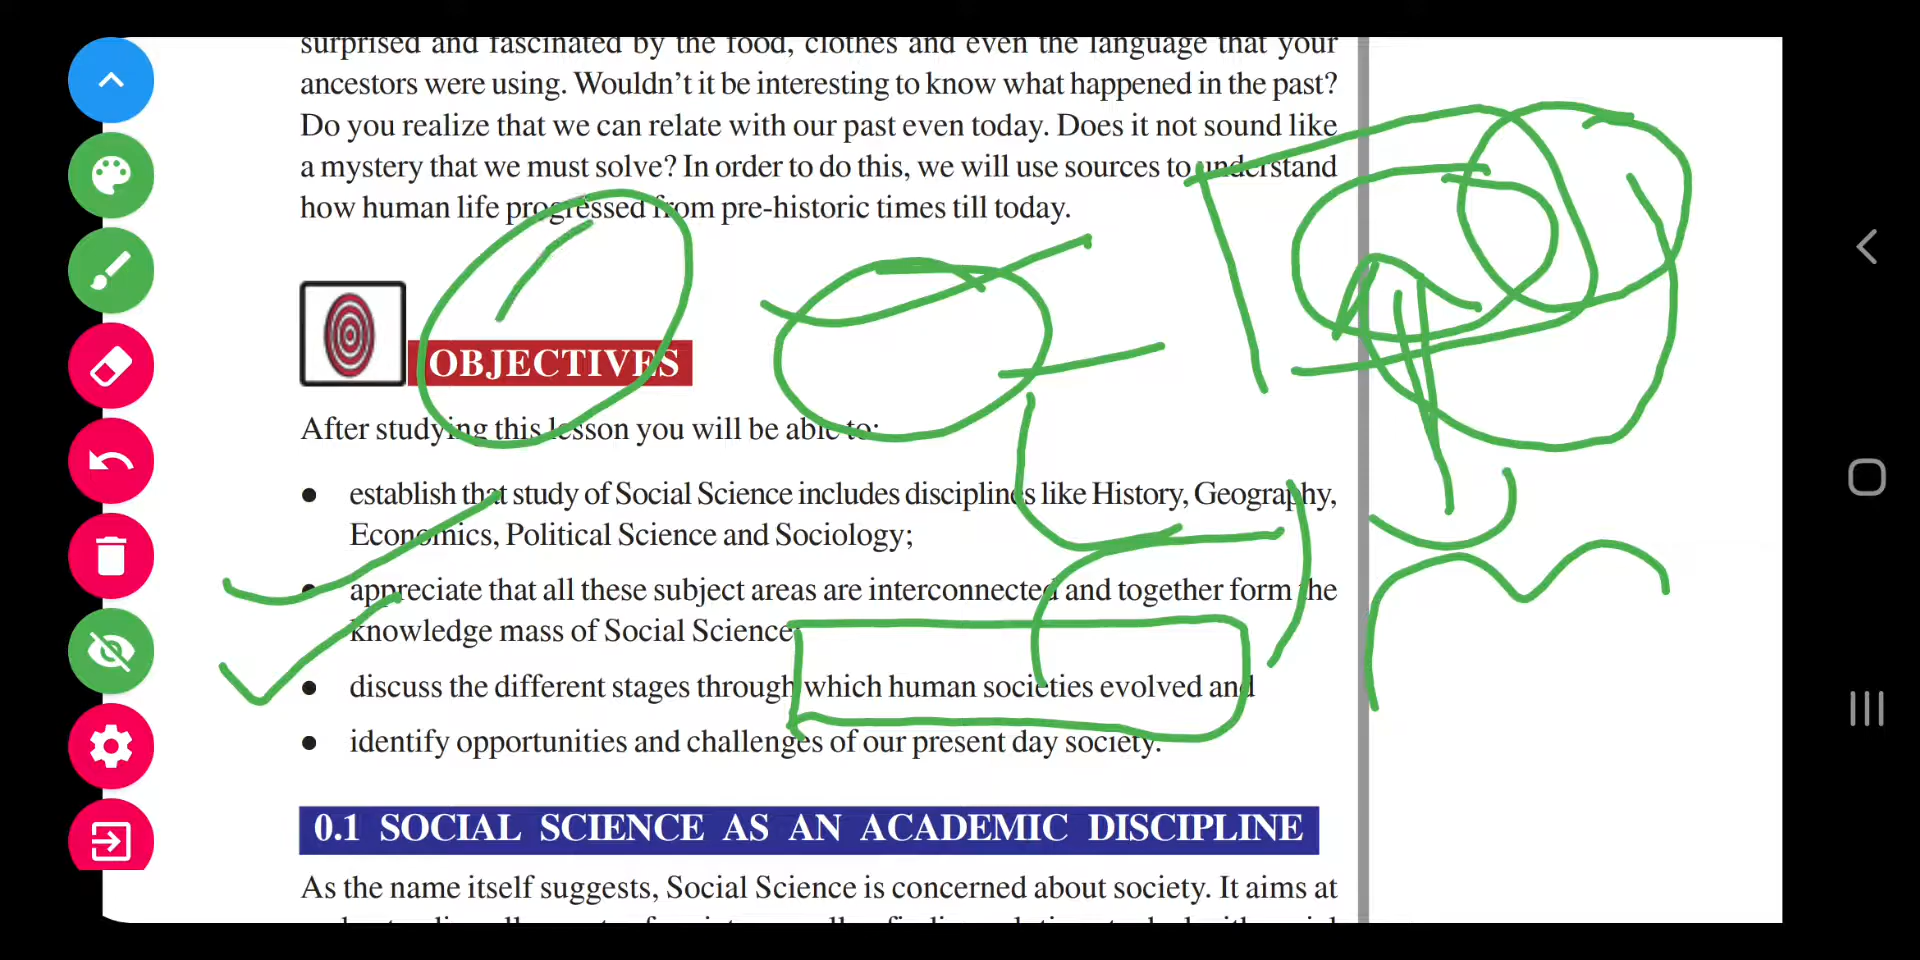 surprised and fascinated by the food, clothes and even the language that your
ancestors were using. Wouldn't it be interesting to know what happened in the past?
Do you realize that we can relate with our past even today. Does it not sound like
a mystery that we must solve? In order to do this, we will use sources to understand
how human life progressed from pre-historic times till today.
OBJECTIVES
After studying this lesson you will be able to:
● establish that study of Social Science includes disciplines like History, Geography,
Economics, Political Science and Sociology;
● appreciate that all these subject areas are interconnected and together form the
knowledge mass of Social Science
● discuss the different stages through which human societies evolved and
● identify opportunities and challenges of our present day society.
0.1 SOCIAL SCIENCE AS AN ACADEMIC DISCIPLINE
As the name itself suggests, Social Science is concerned about society. It aims at